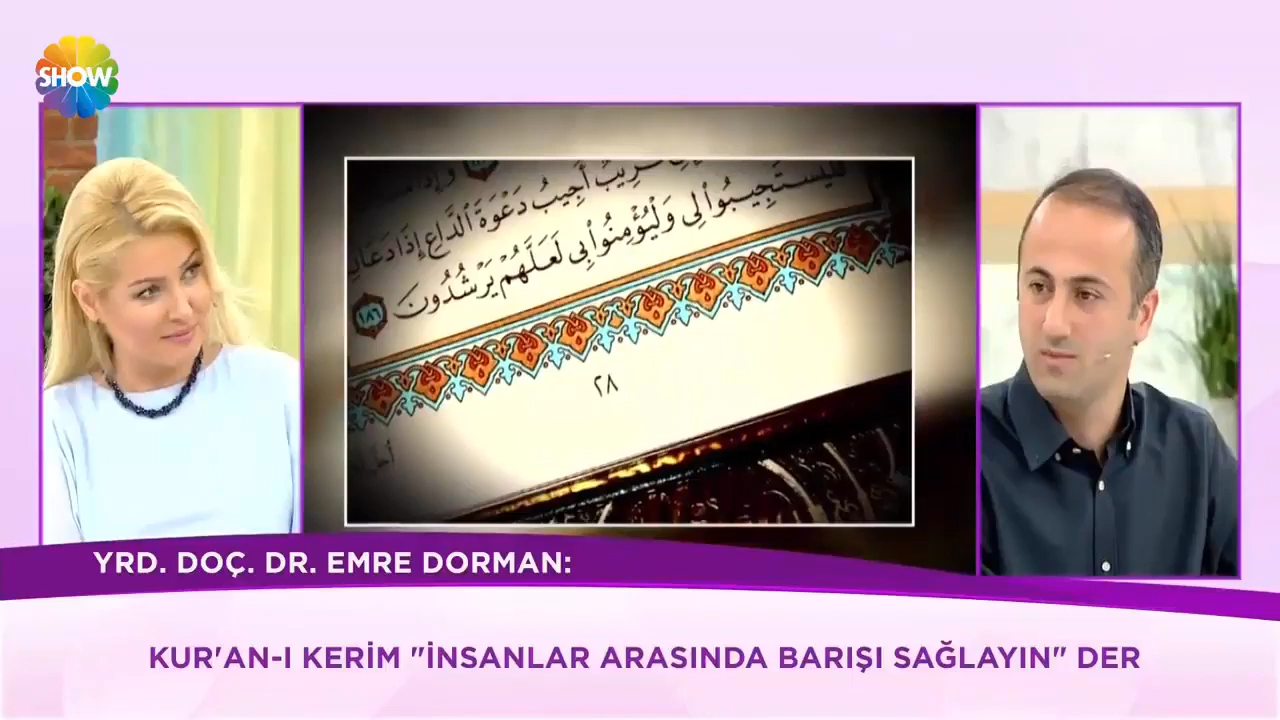 SHOW
قَرِيبٌ أُجِيبُ دَعْوَةَ ٱلدَّاعِ إِذَا دَعَانِ
فَلْيَسْتَجِيبُوا۟ لِى وَلْيُؤْمِنُوا۟ بِى لَعَلَّهُمْ يَرْشُدُونَ ١٨٦
٢٨
YRD. DOÇ. DR. EMRE DORMAN:
KUR'AN-I KERİM "İNSANLAR ARASINDA BARIŞI SAĞLAYIN" DER